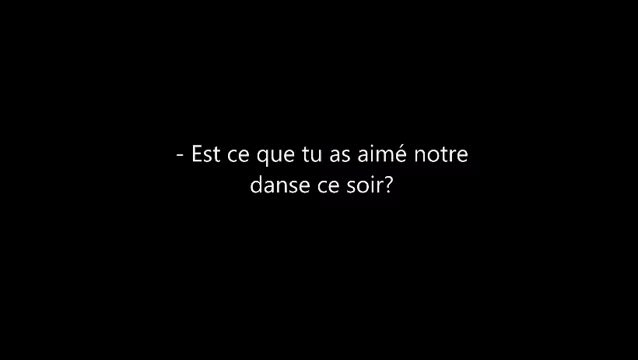 - Est ce que tu as aimé notre
danse ce soir?